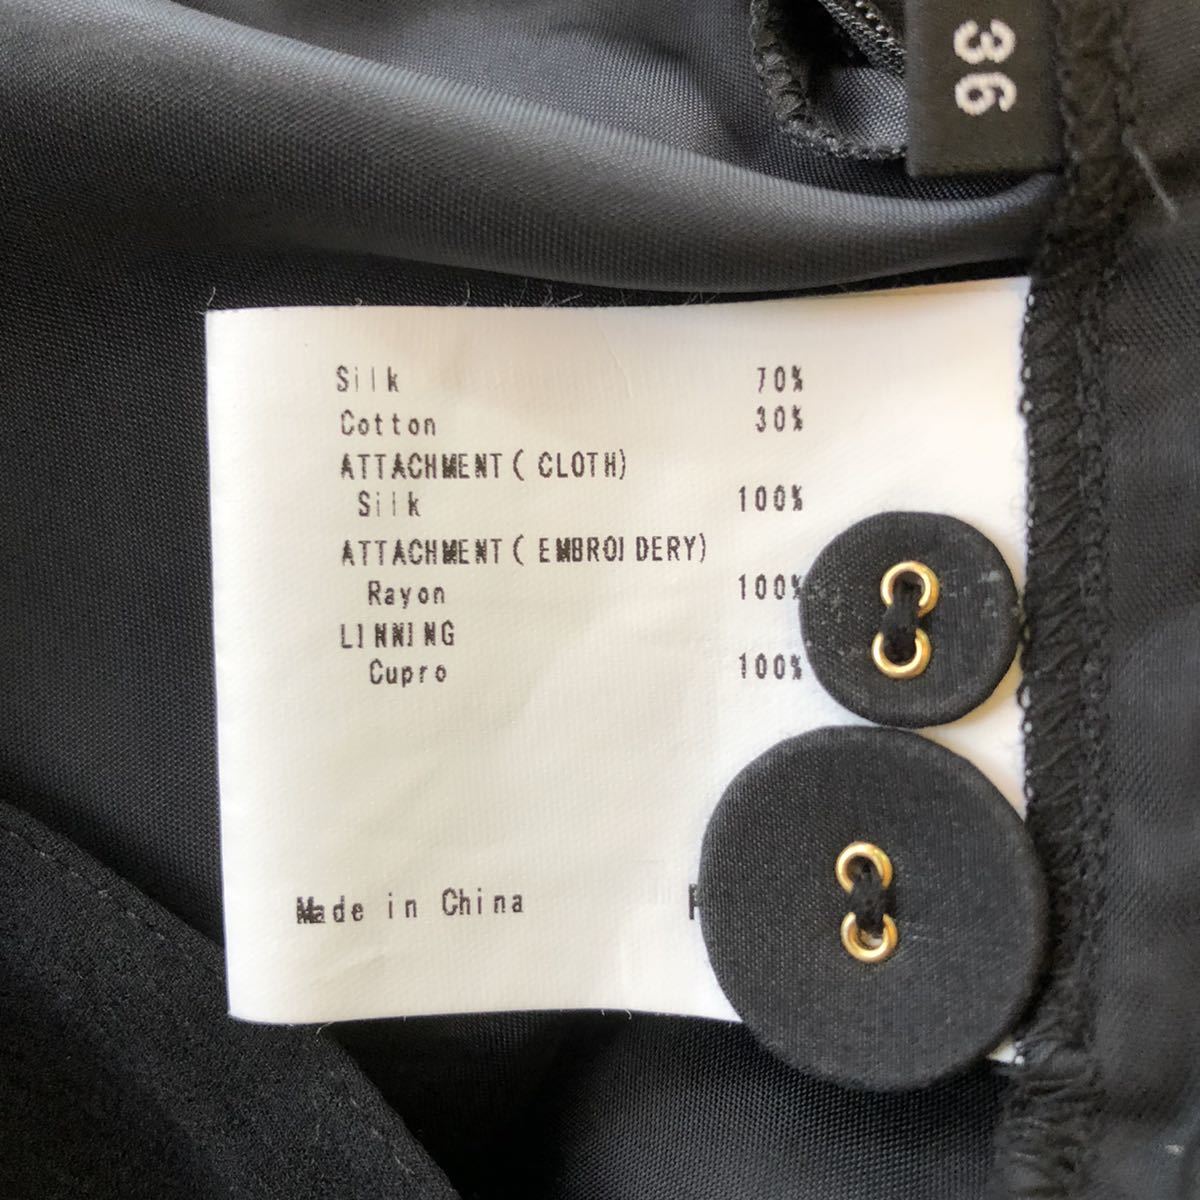 36
Silk 70%
Cotton 30%
ATTACHMENT(CLOTH)
Silk 100%
ATTACHMENT(EMBROIDERY)
Rayon 100%
LINNING
Cupro 100%
Made in China